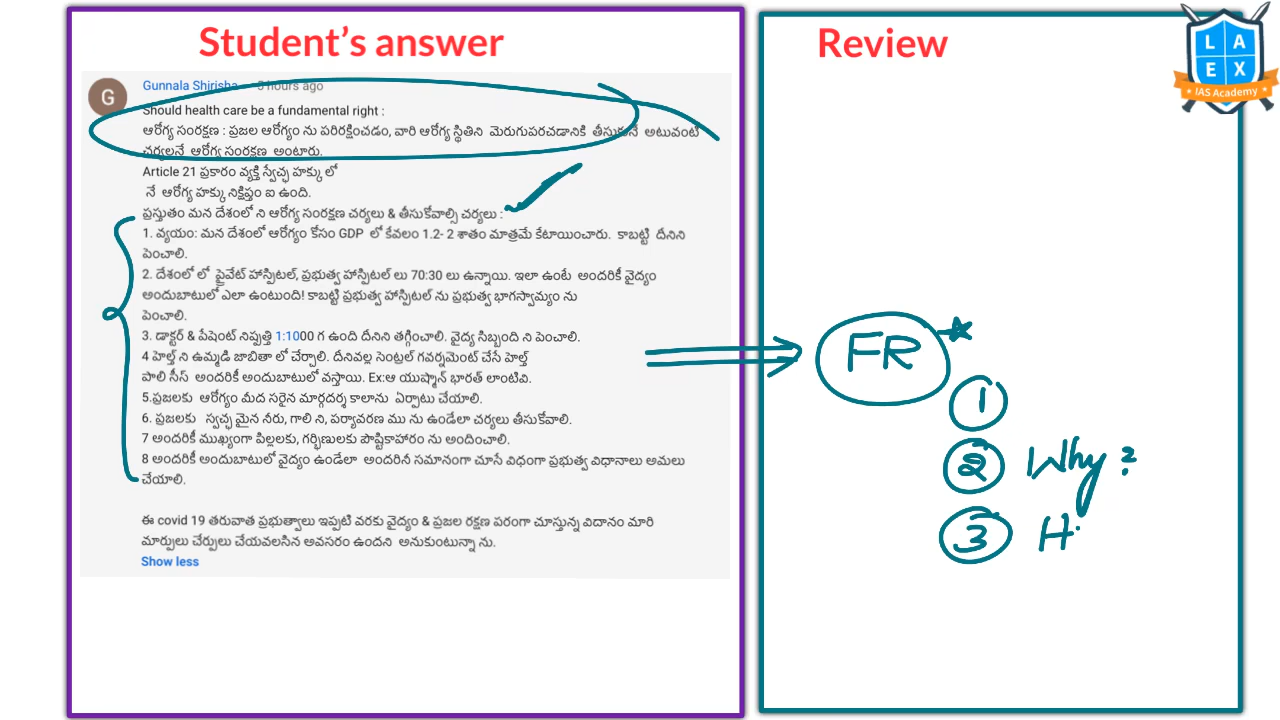 Student's answer
G
Gunnala Shirisha 5 hours ago
Should health care be a fundamental right :
ఆరోగ్య సంరక్షణ : ప్రజల ఆరోగ్యం ను పరిరక్షించడం, వారి ఆరోగ్య స్థితిని మెరుగుపరచడానికి తీసుకునే అటువంటి
చర్యలనే ఆరోగ్య సంరక్షణ అంటారు.
Article 21 ప్రకారం వ్యక్తి స్వేచ్ఛ హక్కు లో
నే ఆరోగ్య హక్కు నిక్షిప్తం ఐ ఉంది.
ప్రస్తుతం మన దేశంలో ని ఆరోగ్య సంరక్షణ చర్యలు & తీసుకోవాల్సి చర్యలు :
1. వ్యయం: మన దేశంలో ఆరోగ్యం కోసం GDP లో కేవలం 1.2- 2 శాతం మాత్రమే కేటాయించారు. కాబట్టి దీనిని
పెంచాలి.
2. దేశంలో లో ప్రైవేట్ హాస్పిటల్, ప్రభుత్వ హాస్పిటల్ లు 70:30 లు ఉన్నాయి. ఇలా ఉంటే అందరికీ వైద్యం
అందుబాటులో ఎలా ఉంటుంది! కాబట్టి ప్రభుత్వ హాస్పిటల్ ను ప్రభుత్వ భాగస్వామ్యం ను
పెంచాలి.
3. డాక్టర్ & పేషెంట్ నిష్పత్తి 1:1000 గ ఉంది దీనిని తగ్గించాలి. వైద్య సిబ్బంది ని పెంచాలి.
4 హెల్త్ ని ఉమ్మడి జాబితా లో చేర్చాలి. దీనివల్ల సెంట్రల్ గవర్నమెంట్ చేసే హెల్త్
పాలి సీస్ అందరికీ అందుబాటులో వస్తాయి. Ex:ఆ యుష్మాన్ భారత్ లాంటివి.
5.ప్రజలకు ఆరోగ్యం మీద సరైన మార్గదర్శ కాలాను ఏర్పాటు చేయాలి.
6. ప్రజలకు స్వచ్ఛ మైన నీరు, గాలి ని, పర్యావరణ ము ను ఉండేలా చర్యలు తీసుకోవాలి.
7 అందరికీ ముఖ్యంగా పిల్లలకు, గర్భిణులకు పౌష్టికాహారం ను అందించాలి.
8 అందరికీ అందుబాటులో వైద్యం ఉండేలా అందరినీ సమానంగా చూసే విధంగా ప్రభుత్వ విధానాలు అమలు
చేయాలి.
ఈ covid 19 తరువాత ప్రభుత్వాలు ఇప్పటి వరకు వైద్యం & ప్రజల రక్షణ పరంగా చూస్తున్న విదానం మారి
మార్పులు చేర్పులు చేయవలసిన అవసరం ఉందని అనుకుంటున్నా ను.
Show less
Review
FR
1
2 Why?
3 H
L A
E X
IAS Academy